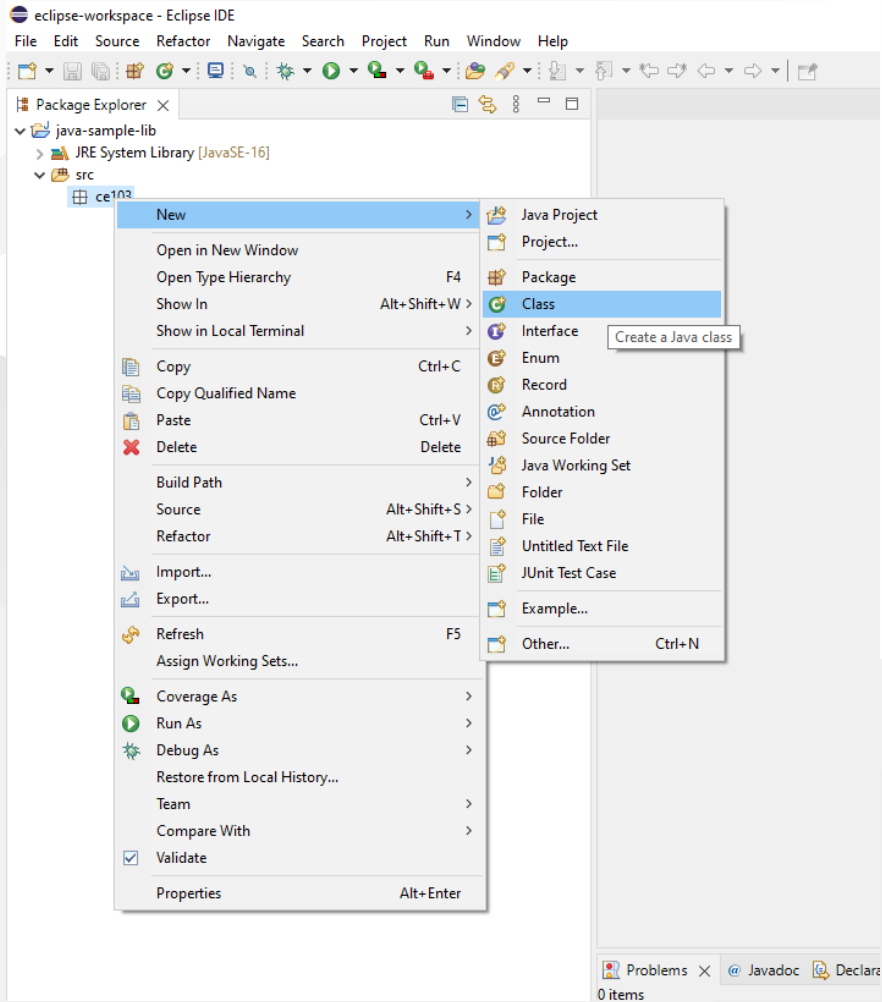 eclipse-workspace - Eclipse IDE
File Edit Source Refactor Navigate Search Project Run Window Help
Package Explorer
java-sample-lib
JRE System Library [JavaSE-16]
src
ce103
New
Open in New Window
Open Type Hierarchy F4
Show In Alt+Shift+W >
Show in Local Terminal
Copy Ctrl+C
Copy Qualified Name
Paste Ctrl+V
Delete Delete
Build Path
Source Alt+Shift+S >
Refactor Alt+Shift+T >
Import...
Export...
Refresh F5
Assign Working Sets...
Coverage As
Run As
Debug As
Restore from Local History...
Team
Compare With
Validate
Properties Alt+Enter
Java Project
Project...
Package
Class
Interface
Create a Java class
Enum
Record
Annotation
Source Folder
Java Working Set
Folder
File
Untitled Text File
JUnit Test Case
Example...
Other... Ctrl+N
Problems @ Javadoc Declara
0 items